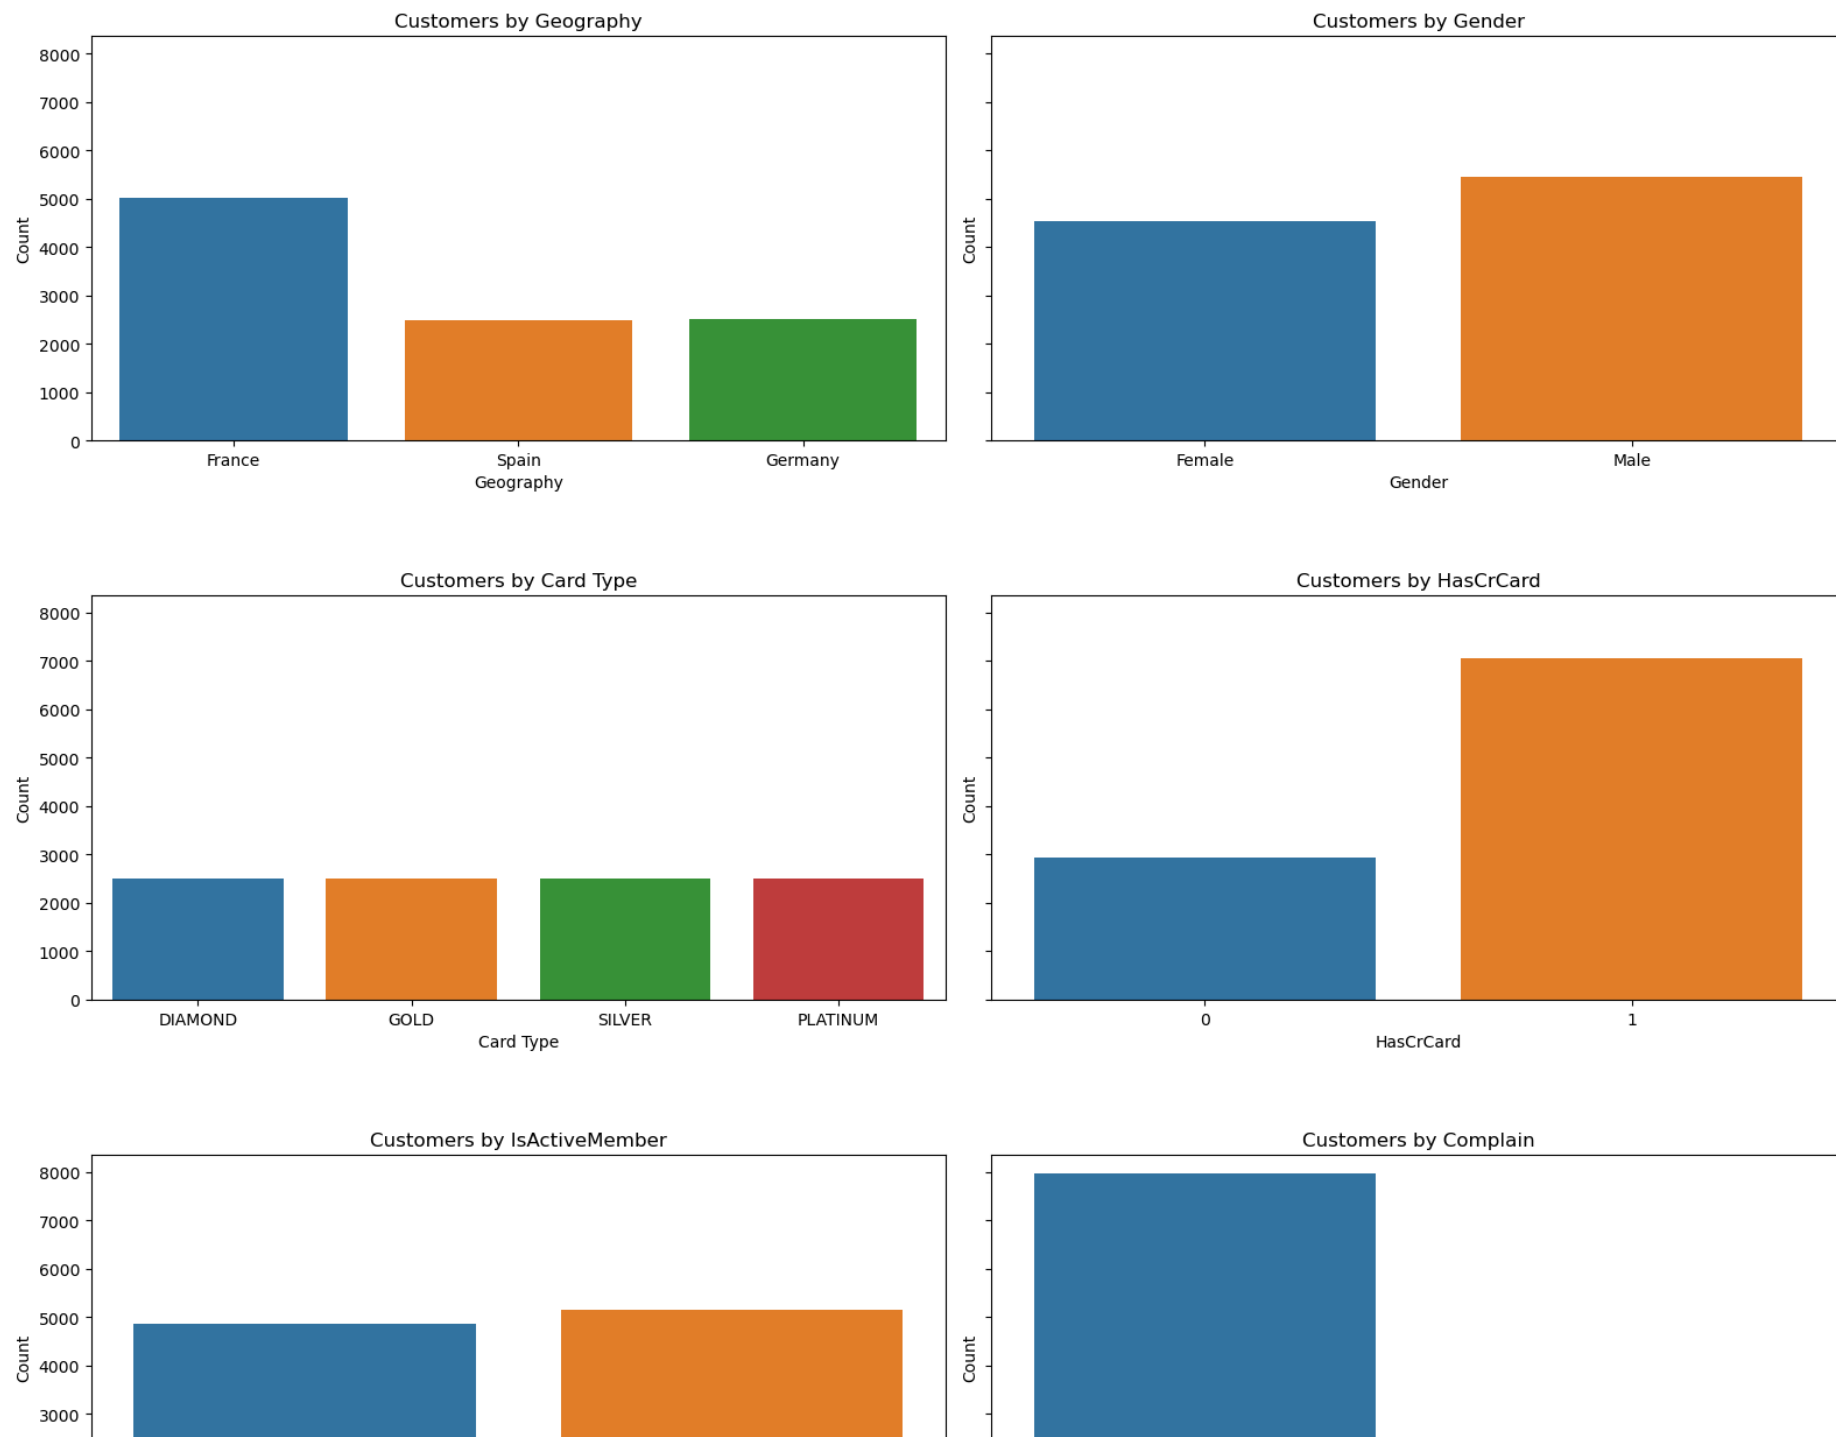 Customers by Geography
8000
7000
6000
5000
4000
3000
2000
1000
0
Count
France Spain Germany
Geography
Customers by Gender
Count
Female Male
Gender
Customers by Card Type
8000
7000
6000
5000
4000
3000
2000
1000
0
Count
DIAMOND GOLD SILVER PLATINUM
Card Type
Customers by HasCrCard
Count
0 1
HasCrCard
Customers by IsActiveMember
8000
7000
6000
5000
4000
3000
Count
Customers by Complain
Count